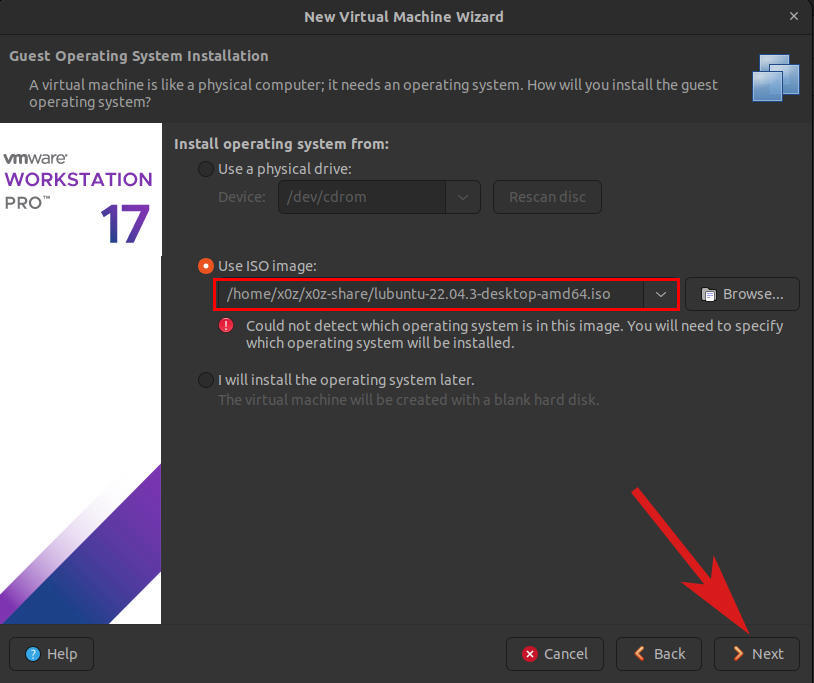 New Virtual Machine Wizard
Guest Operating System Installation
A virtual machine is like a physical computer; it needs an operating system. How will you install the guest
operating system?
vmware®
WORKSTATION
PRO™
17
Install operating system from:
Use a physical drive:
Device: /dev/cdrom Rescan disc
Use ISO image:
/home/x0z/x0z-share/lubuntu-22.04.3-desktop-amd64.iso Browse...
Could not detect which operating system is in this image. You will need to specify
which operating system will be installed.
I will install the operating system later.
The virtual machine will be created with a blank hard disk.
Help Cancel Back Next